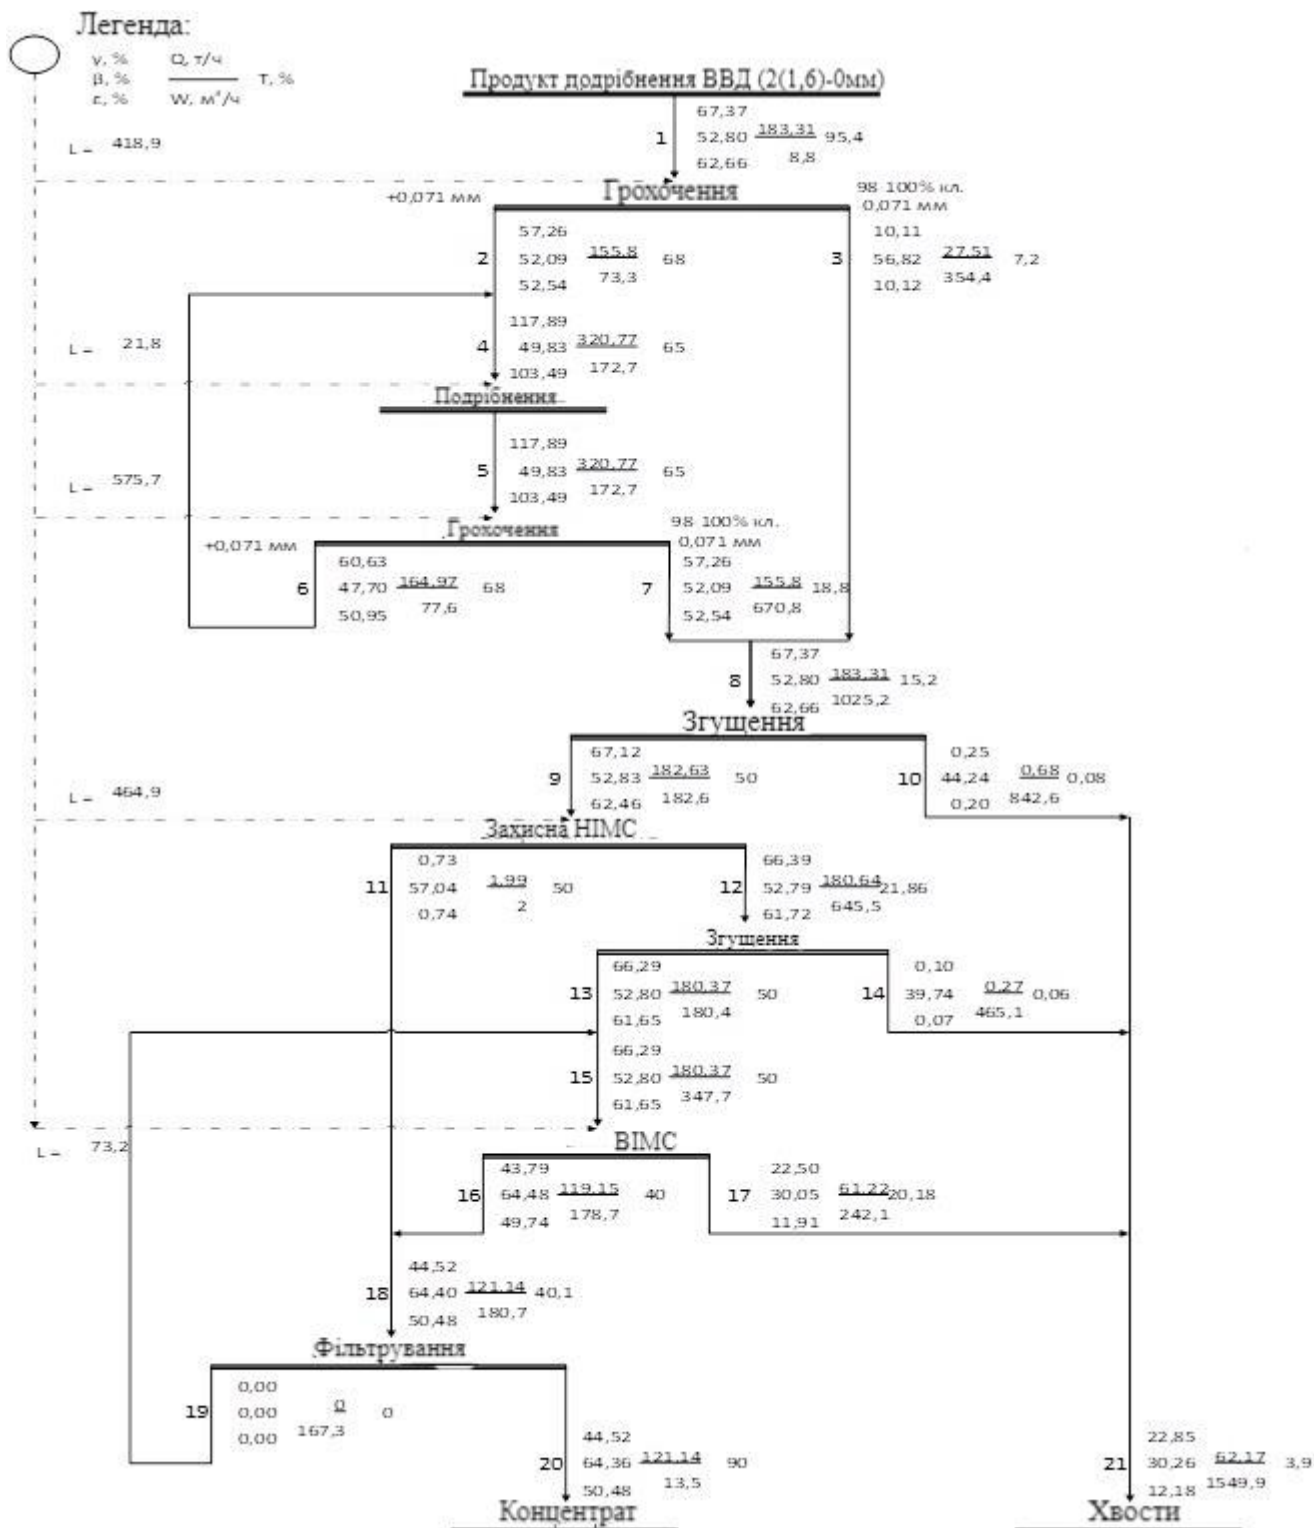 Легенда:
γ, % Q, т/ч
β, % T, %
ε, % W, м³/ч
Продукт подрібнення ВВД (2(1,6)-0мм)
67,37
1 52,80 183,31 95,4
62,66 8,8
L = 418,9
Грохочення
+0,071 мм
98-100% кл.
0,071 мм
57,26
2 52,09 155,8 68
52,54 73,3
10,11
3 56,82 27,51 7,2
10,12 354,4
L = 21,8
117,89
4 49,83 320,77 65
103,49 172,7
Подрібнення
117,89
5 49,83 320,77 65
103,49 172,7
L = 575,7
Грохочення
+0,071 мм
98-100% кл.
0,071 мм
60,63
6 47,70 164,97 68
50,95 77,6
57,26
7 52,09 155,8 18,8
52,54 670,8
67,37
8 52,80 183,31 15,2
62,66 1025,2
Згущення
67,12
9 52,83 182,63 50
62,46 182,6
0,25
10 44,24 0,68 0,08
0,20 842,6
L = 464,9
Захисна НІМС
0,73
11 57,04 1,99 50
0,74 2
66,39
12 52,79 180,64 21,86
61,72 645,5
Згущення
66,29
13 52,80 180,37 50
61,65 180,4
0,10
14 39,74 0,27 0,06
0,07 465,1
66,29
15 52,80 180,37 50
61,65 347,7
L = 73,2
ВІМС
43,79
16 64,48 119,15 40
49,74 178,7
22,50
17 30,05 61,22 20,18
11,91 242,1
44,52
18 64,40 121,14 40,1
50,48 180,7
Фільтрування
0,00
19 0,00 0 0
0,00 167,3
44,52
20 64,36 121,14 90
50,48 13,5
22,85
21 30,26 62,17 3,9
12,18 1549,9
Концентрат
Хвости